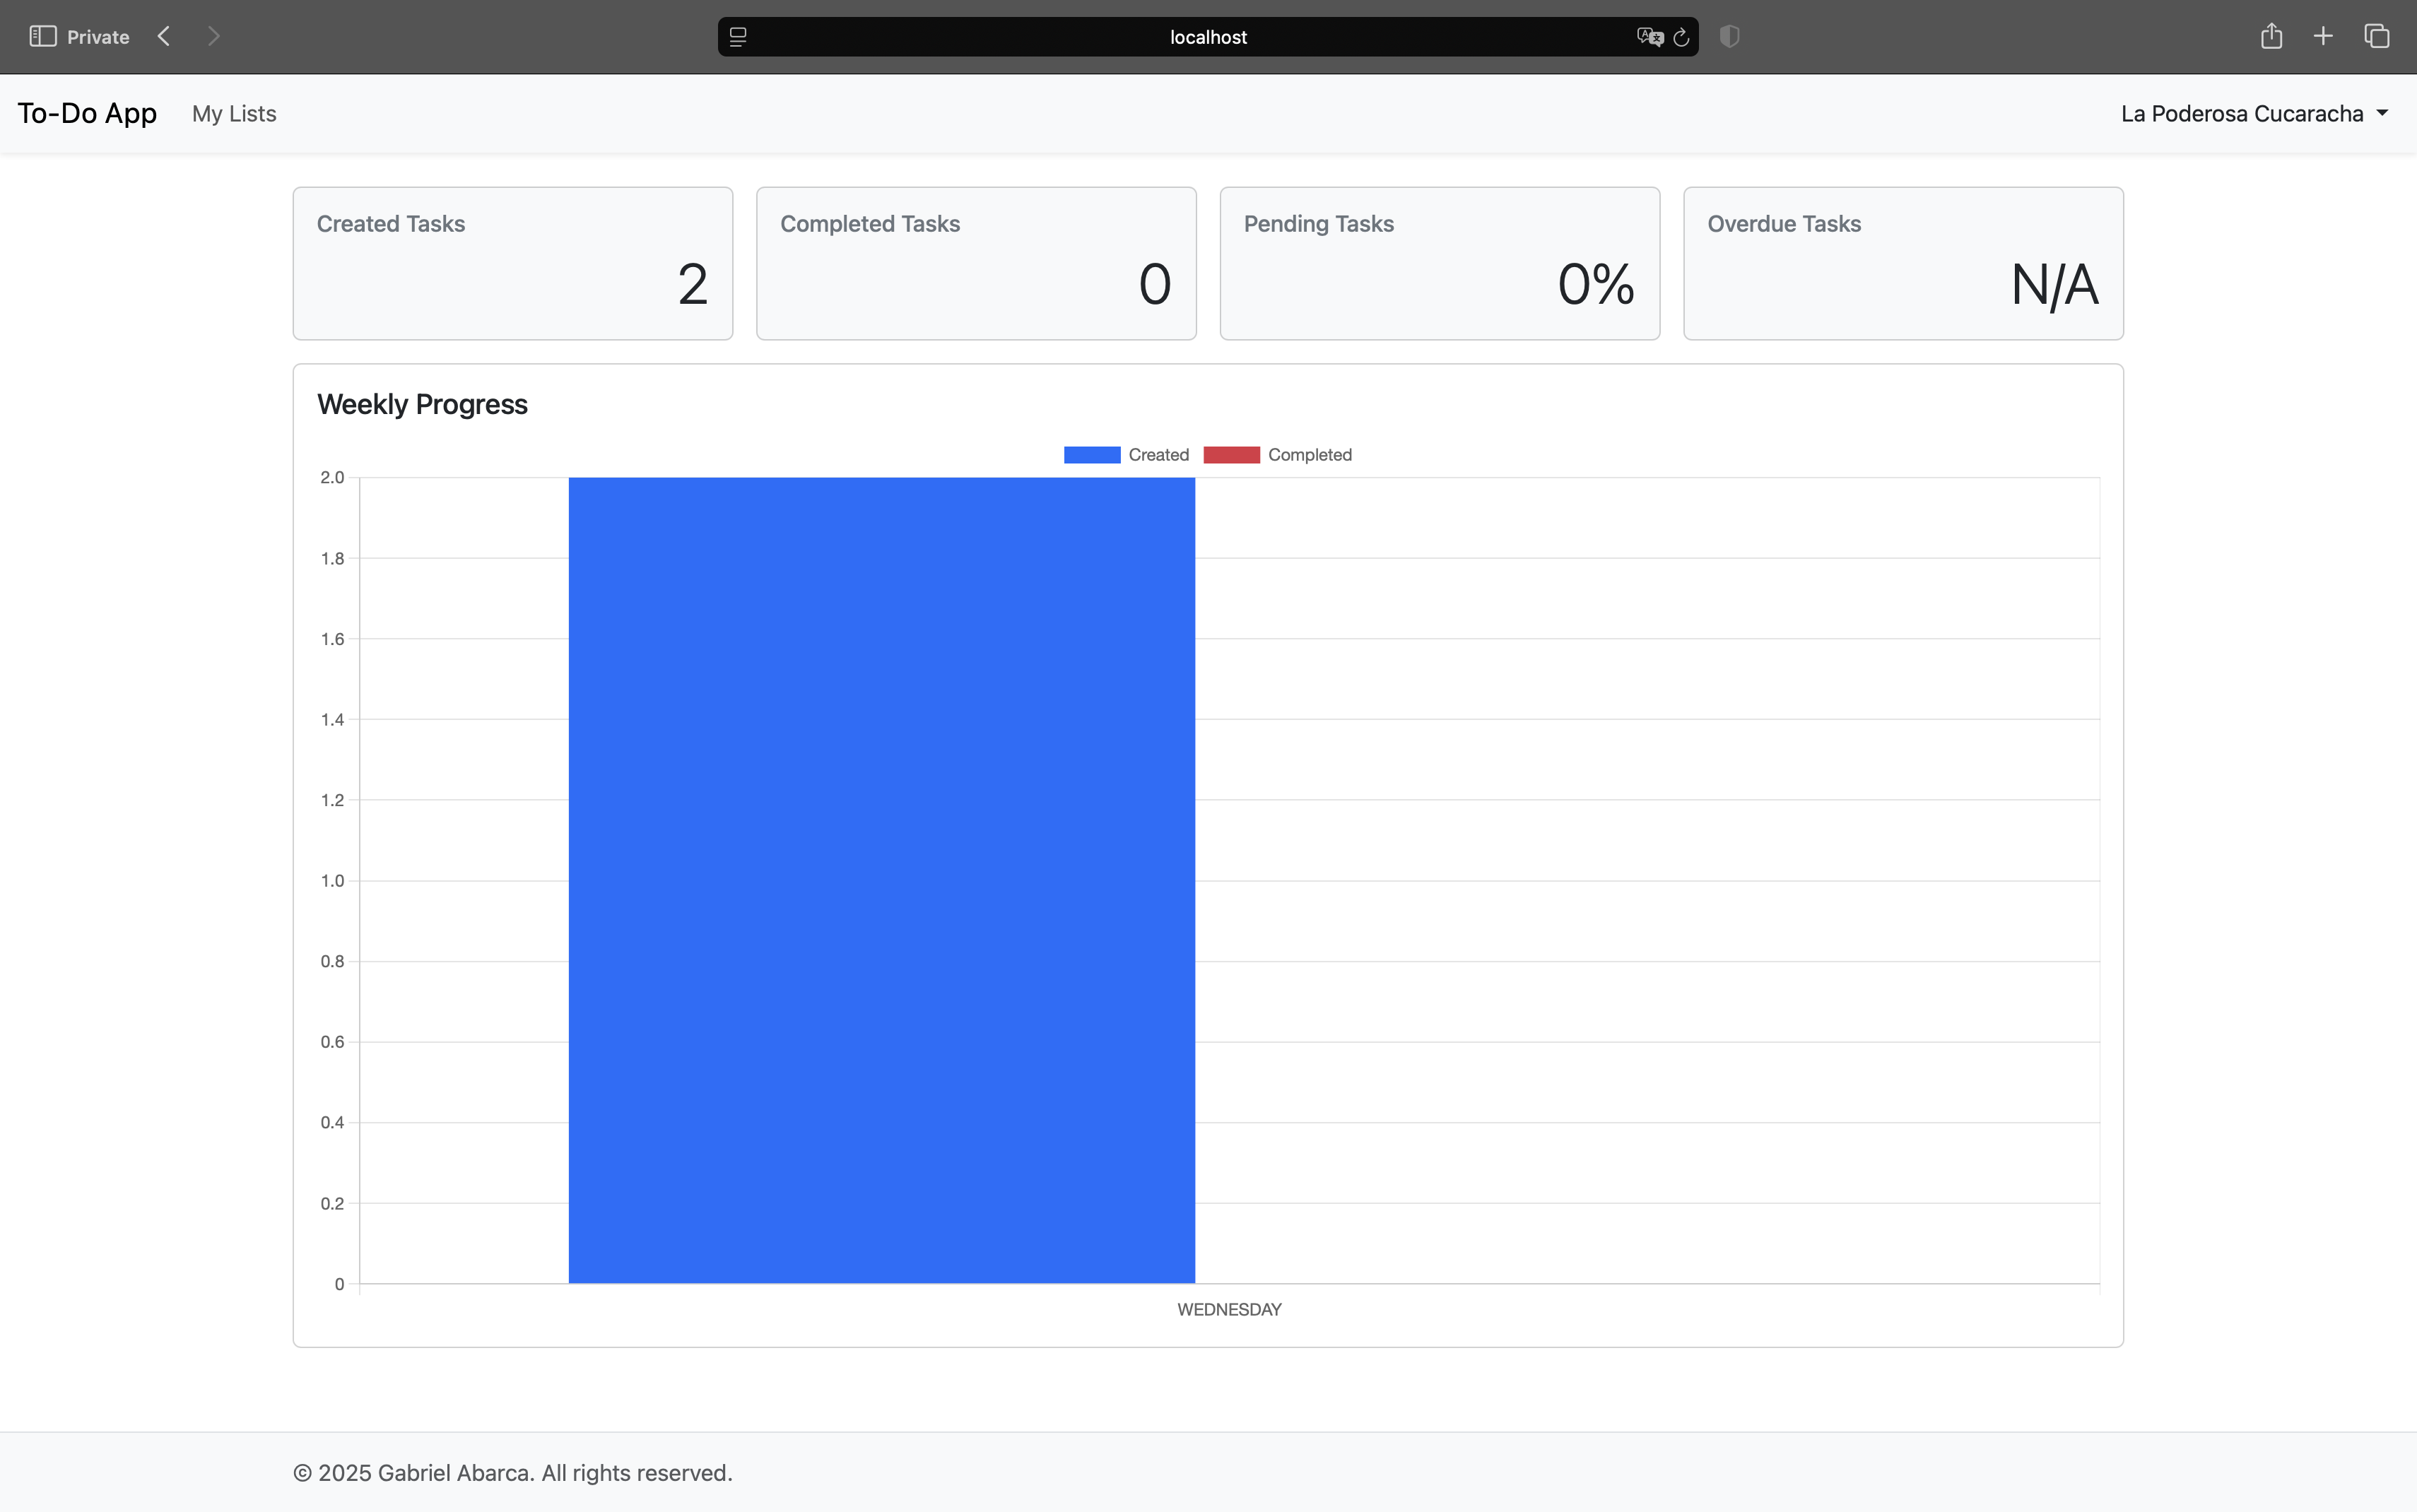 Private
localhost
To-Do App
My Lists
La Poderosa Cucaracha
Created Tasks
2
Completed Tasks
0
Pending Tasks
0%
Overdue Tasks
N/A
Weekly Progress
Created
Completed
2.0
1.8
1.6
1.4
1.2
1.0
0.8
0.6
0.4
0.2
0
WEDNESDAY
© 2025 Gabriel Abarca. All rights reserved.